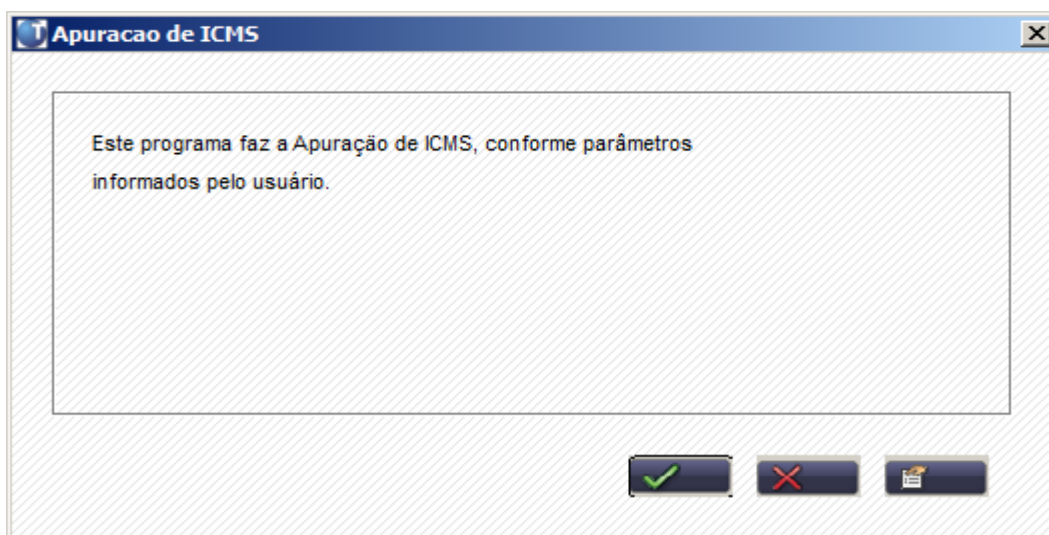 Apuracao de ICMS
Este programa faz a Apuração de ICMS, conforme parâmetros
informados pelo usuário.